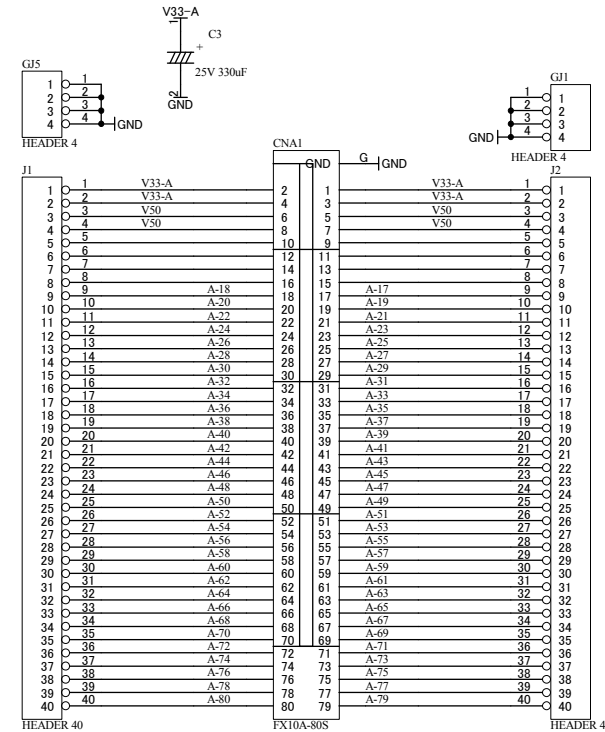 V33-A
1
C3
+
25V 330uF
2
GND
GJ5
1 1
2 2
3 3
4 4 GND
HEADER 4
GJ1
1 1
2 2
3 3
GND 4 4
HEADER 4
J1 CNA1 J2
GND G GND
1 1 V33-A 2 1 V33-A 1 1
2 2 V33-A 4 3 V33-A 2 2
3 3 V50 6 5 V50 3 3
4 4 V50 8 7 V50 4 4
5 5 10 9 5 5
6 6 12 11 6 6
7 7 14 13 7 7
8 8 16 15 8 8
9 9 A-18 18 17 A-17 9 9
10 10 A-20 20 19 A-19 10 10
11 11 A-22 22 21 A-21 11 11
12 12 A-24 24 23 A-23 12 12
13 13 A-26 26 25 A-25 13 13
14 14 A-28 28 27 A-27 14 14
15 15 A-30 30 29 A-29 15 15
16 16 A-32 32 31 A-31 16 16
17 17 A-34 34 33 A-33 17 17
18 18 A-36 36 35 A-35 18 18
19 19 A-38 38 37 A-37 19 19
20 20 A-40 40 39 A-39 20 20
21 21 A-42 42 41 A-41 21 21
22 22 A-44 44 43 A-43 22 22
23 23 A-46 46 45 A-45 23 23
24 24 A-48 48 47 A-47 24 24
25 25 A-50 50 49 A-49 25 25
26 26 A-52 52 51 A-51 26 26
27 27 A-54 54 53 A-53 27 27
28 28 A-56 56 55 A-55 28 28
29 29 A-58 58 57 A-57 29 29
30 30 A-60 60 59 A-59 30 30
31 31 A-62 62 61 A-61 31 31
32 32 A-64 64 63 A-63 32 32
33 33 A-66 66 65 A-65 33 33
34 34 A-68 68 67 A-67 34 34
35 35 A-70 70 69 A-69 35 35
36 36 A-72 72 71 A-71 36 36
37 37 A-74 74 73 A-73 37 37
38 38 A-76 76 75 A-75 38 38
39 39 A-78 78 77 A-77 39 39
40 40 A-80 80 79 A-79 40 40
HEADER 40 FX10A-80S HEADER 4